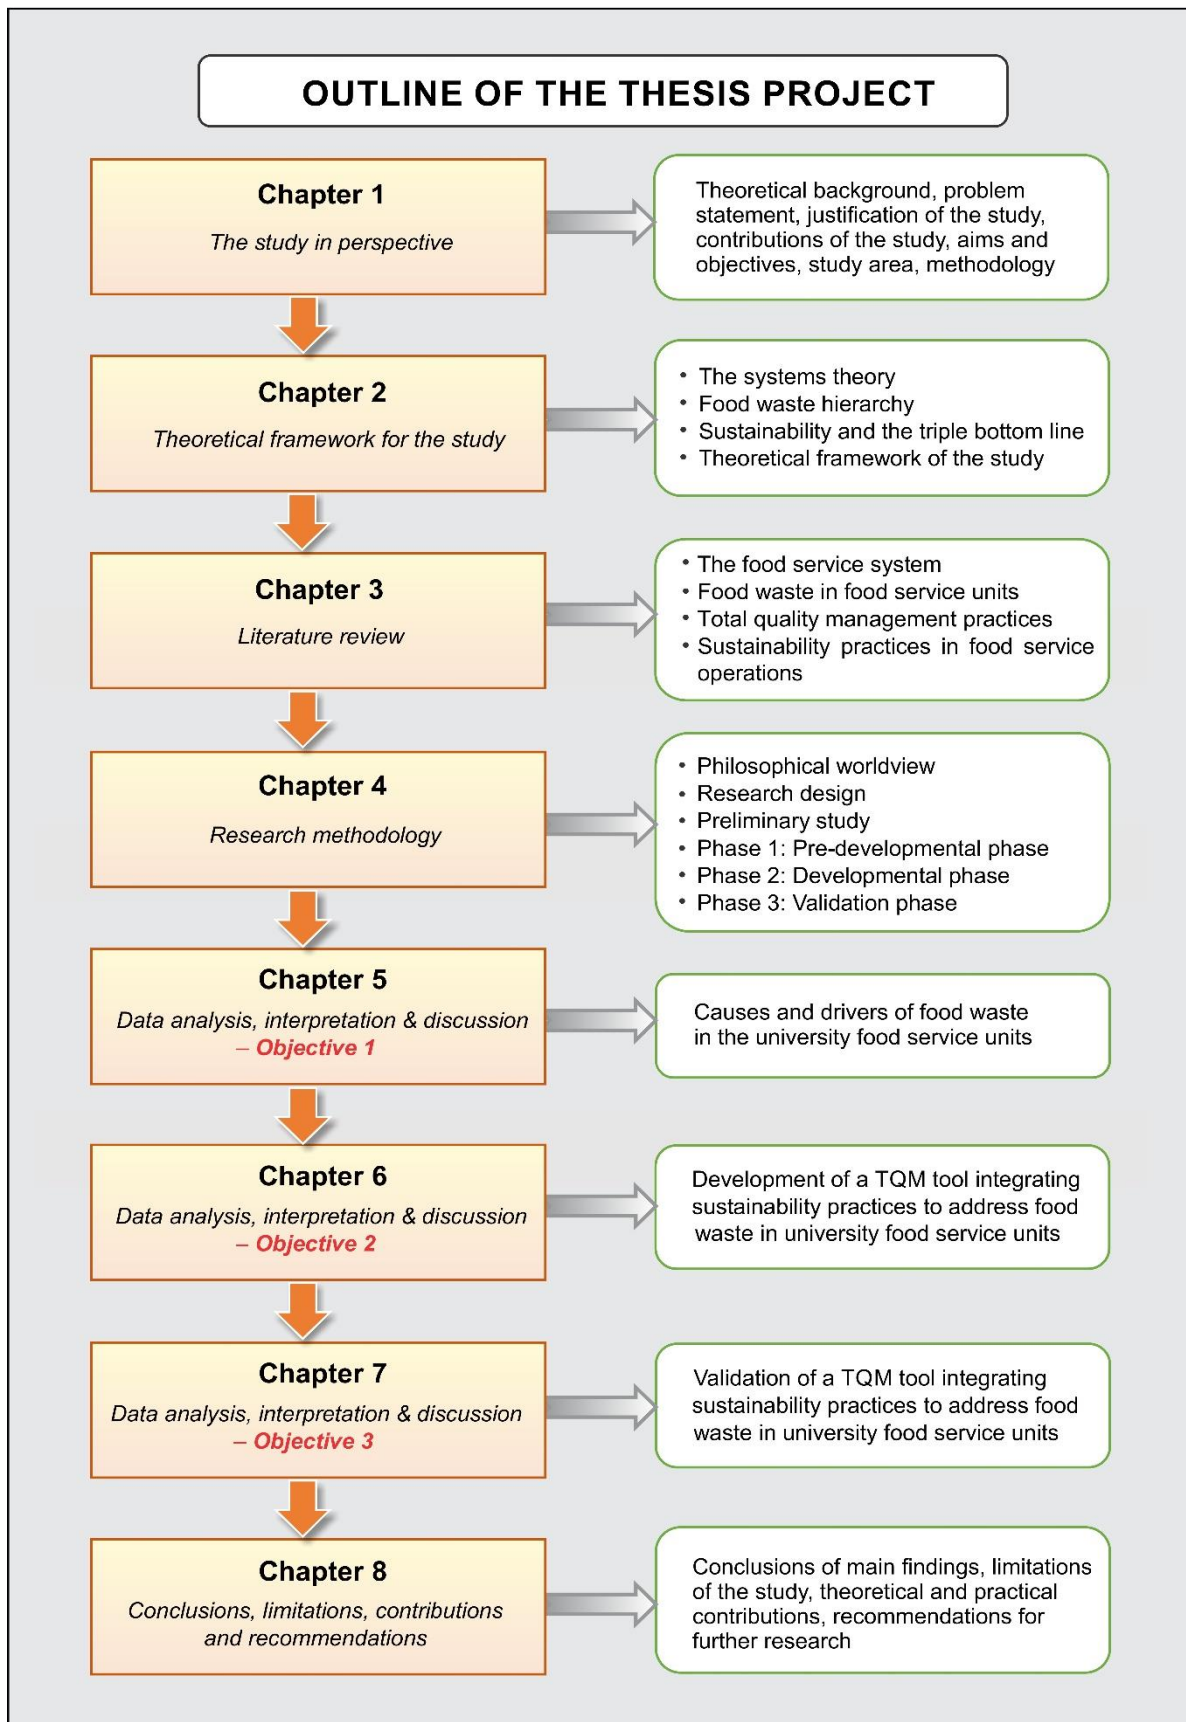 OUTLINE OF THE THESIS PROJECT
Chapter 1
The study in perspective
Theoretical background, problem
statement, justification of the study,
contributions of the study, aims and
objectives, study area, methodology
Chapter 2
Theoretical framework for the study
• The systems theory
• Food waste hierarchy
• Sustainability and the triple bottom line
• Theoretical framework of the study
Chapter 3
Literature review
• The food service system
• Food waste in food service units
• Total quality management practices
• Sustainability practices in food service
operations
Chapter 4
Research methodology
• Philosophical worldview
• Research design
• Preliminary study
• Phase 1: Pre-developmental phase
• Phase 2: Developmental phase
• Phase 3: Validation phase
Chapter 5
Data analysis, interpretation & discussion
– Objective 1
Causes and drivers of food waste
in the university food service units
Chapter 6
Data analysis, interpretation & discussion
– Objective 2
Development of a TQM tool integrating
sustainability practices to address food
waste in university food service units
Chapter 7
Data analysis, interpretation & discussion
– Objective 3
Validation of a TQM tool integrating
sustainability practices to address food
waste in university food service units
Chapter 8
Conclusions, limitations, contributions
and recommendations
Conclusions of main findings, limitations
of the study, theoretical and practical
contributions, recommendations for
further research